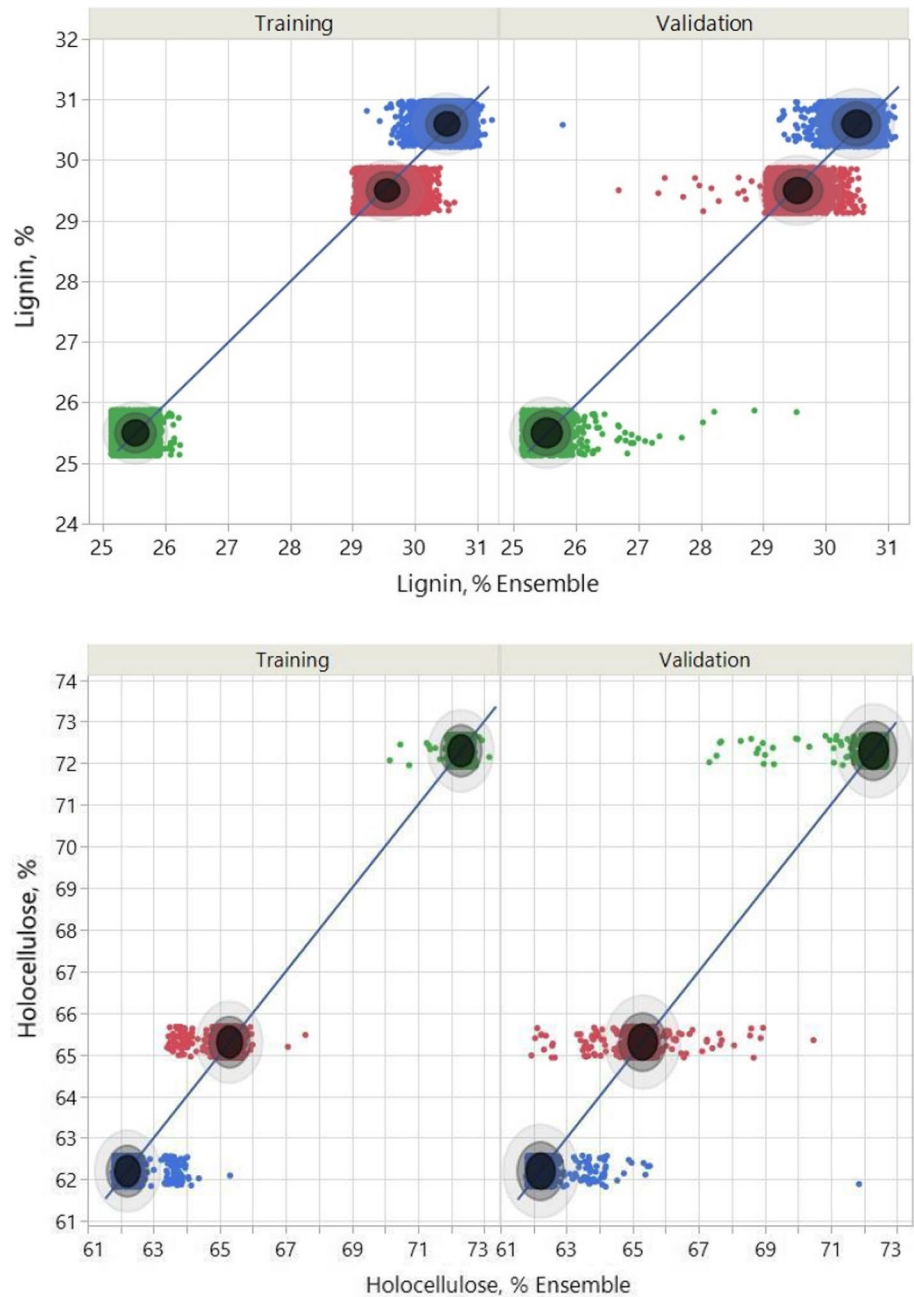 Training Validation
32
31
30
29
28
27
26
25
24
Lignin, %
25 26 27 28 29 30 31 25 26 27 28 29 30 31
Lignin, % Ensemble
Training Validation
74
73
72
71
70
69
68
67
66
65
64
63
62
61
Holocellulose, %
61 63 65 67 69 71 73 61 63 65 67 69 71 73
Holocellulose, % Ensemble